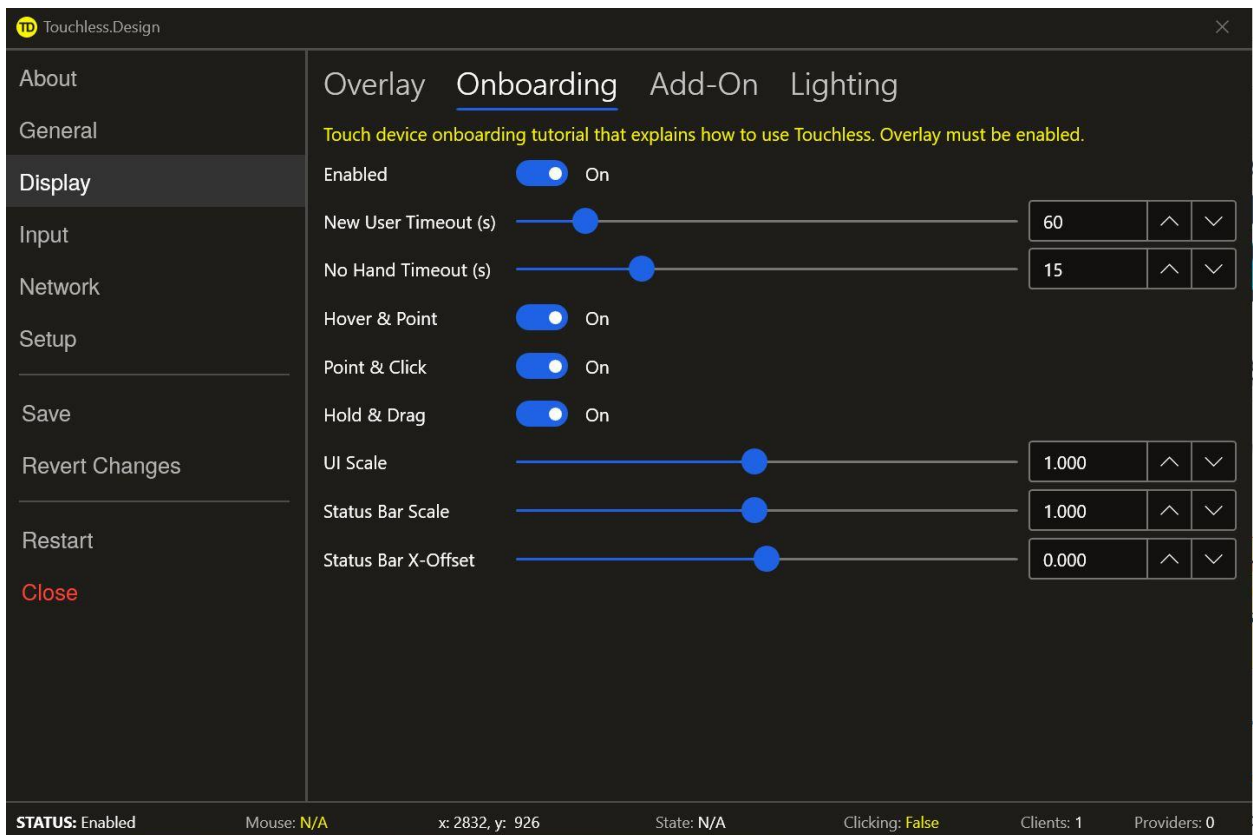 TD Touchless.Design
About
General
Display
Input
Network
Setup
Save
Revert Changes
Restart
Close
Overlay Onboarding Add-On Lighting
Touch device onboarding tutorial that explains how to use Touchless. Overlay must be enabled.
Enabled On
New User Timeout (s) 60
No Hand Timeout (s) 15
Hover & Point On
Point & Click On
Hold & Drag On
UI Scale 1.000
Status Bar Scale 1.000
Status Bar X-Offset 0.000
STATUS: Enabled Mouse: N/A x: 2832, y: 926 State: N/A Clicking: False Clients: 1 Providers: 0